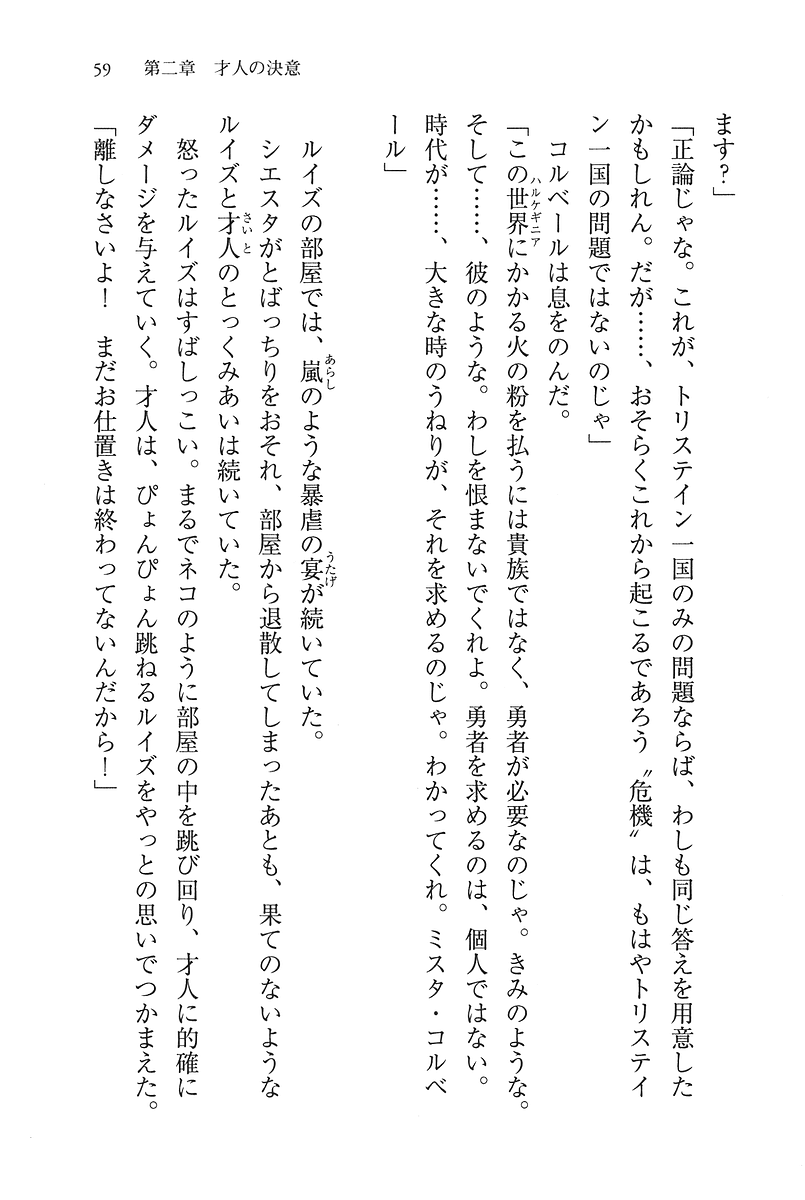 59　第二章　才人の決意
ます？」
「正論じゃな。これが、トリステイン一国のみの問題ならば、わしも同じ答えを用意した
かもしれん。だが……、おそらくこれから起こるであろう〝危機〟は、もはやトリステイ
ン一国の問題ではないのじゃ」
　コルベールは息をのんだ。
「この世界にかかる火の粉を払うには貴族ではなく、勇者が必要なのじゃ。きみのような。
ハルケギニア
そして……、彼のような。わしを恨まないでくれよ。勇者を求めるのは、個人ではない。
時代が……、大きな時のうねりが、それを求めるのじゃ。わかってくれ。ミスタ・コルベ
ール」
　ルイズの部屋では、嵐のような暴虐の宴が続いていた。
あらし
うたげ
　シエスタがとばっちりをおそれ、部屋から退散してしまったあとも、果てのないような
ルイズと才人のとっくみあいは続いていた。
さいと
　怒ったルイズはすばしっこい。まるでネコのように部屋の中を跳び回り、才人に的確に
ダメージを与えていく。才人は、ぴょんぴょん跳ねるルイズをやっとの思いでつかまえた。
「離しなさいよ！　まだお仕置きは終わってないんだから！」